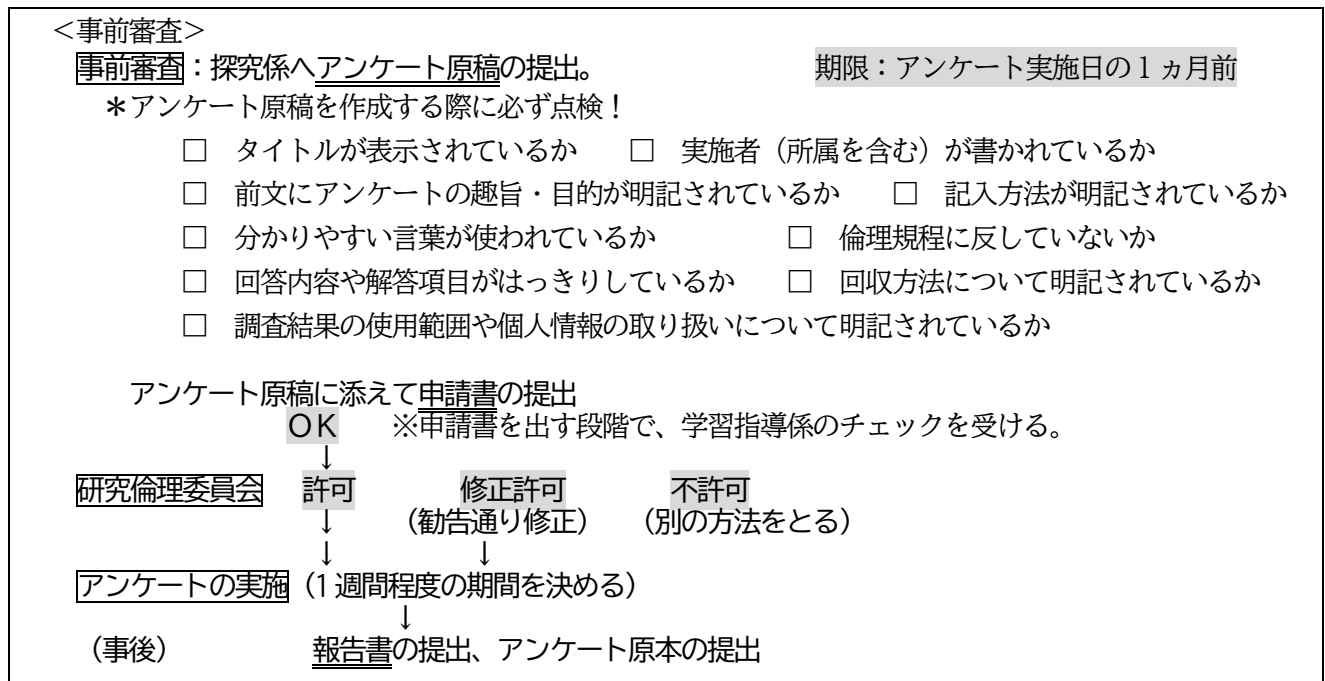 ＜事前審査＞
事前審査：探究係へアンケート原稿の提出。 期限：アンケート実施日の１ヵ月前
＊アンケート原稿を作成する際に必ず点検！
□ タイトルが表示されているか □ 実施者（所属を含む）が書かれているか
□ 前文にアンケートの趣旨・目的が明記されているか □ 記入方法が明記されているか
□ 分かりやすい言葉が使われているか □ 倫理規程に反していないか
□ 回答内容や解答項目がはっきりしているか □ 回収方法について明記されているか
□ 調査結果の使用範囲や個人情報の取り扱いについて明記されているか
アンケート原稿に添えて申請書の提出
ＯＫ ※申請書を出す段階で、学習指導係のチェックを受ける。
↓
研究倫理委員会 許可 修正許可 不許可
↓ （勧告通り修正） （別の方法をとる）
↓ ↓
アンケートの実施（1週間程度の期間を決める）
↓
（事後） 報告書の提出、アンケート原本の提出